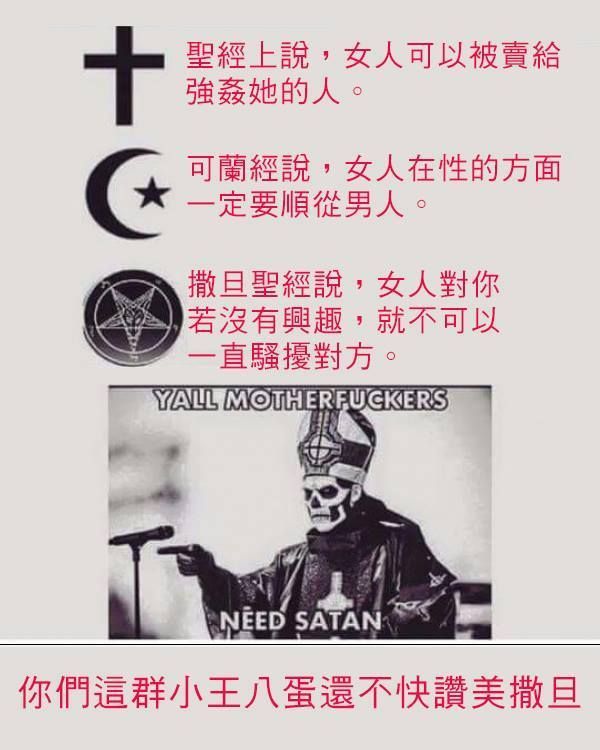 聖經上說，女人可以被賣給
強姦她的人。
可蘭經說，女人在性的方面
一定要順從男人。
撒旦聖經說，女人對你
若沒有興趣，就不可以
一直騷擾對方。
YALL MOTHERFUCKERS
NEED SATAN
你們這群小王八蛋還不快讚美撒旦